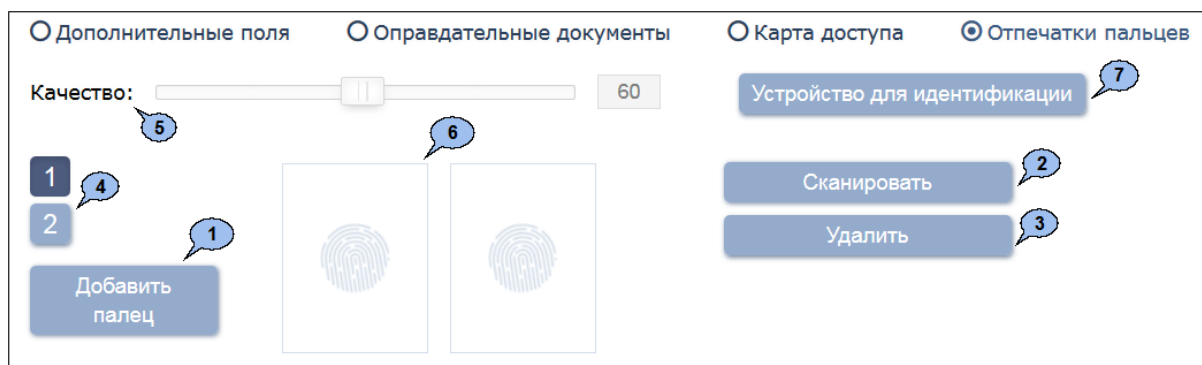 Дополнительные поля Оправдательные документы Карта доступа Отпечатки пальцев
7
Качество: 60 Устройство для идентификации
5
6
1
4
2
Сканировать
2
1
3
Удалить
Добавить
палец